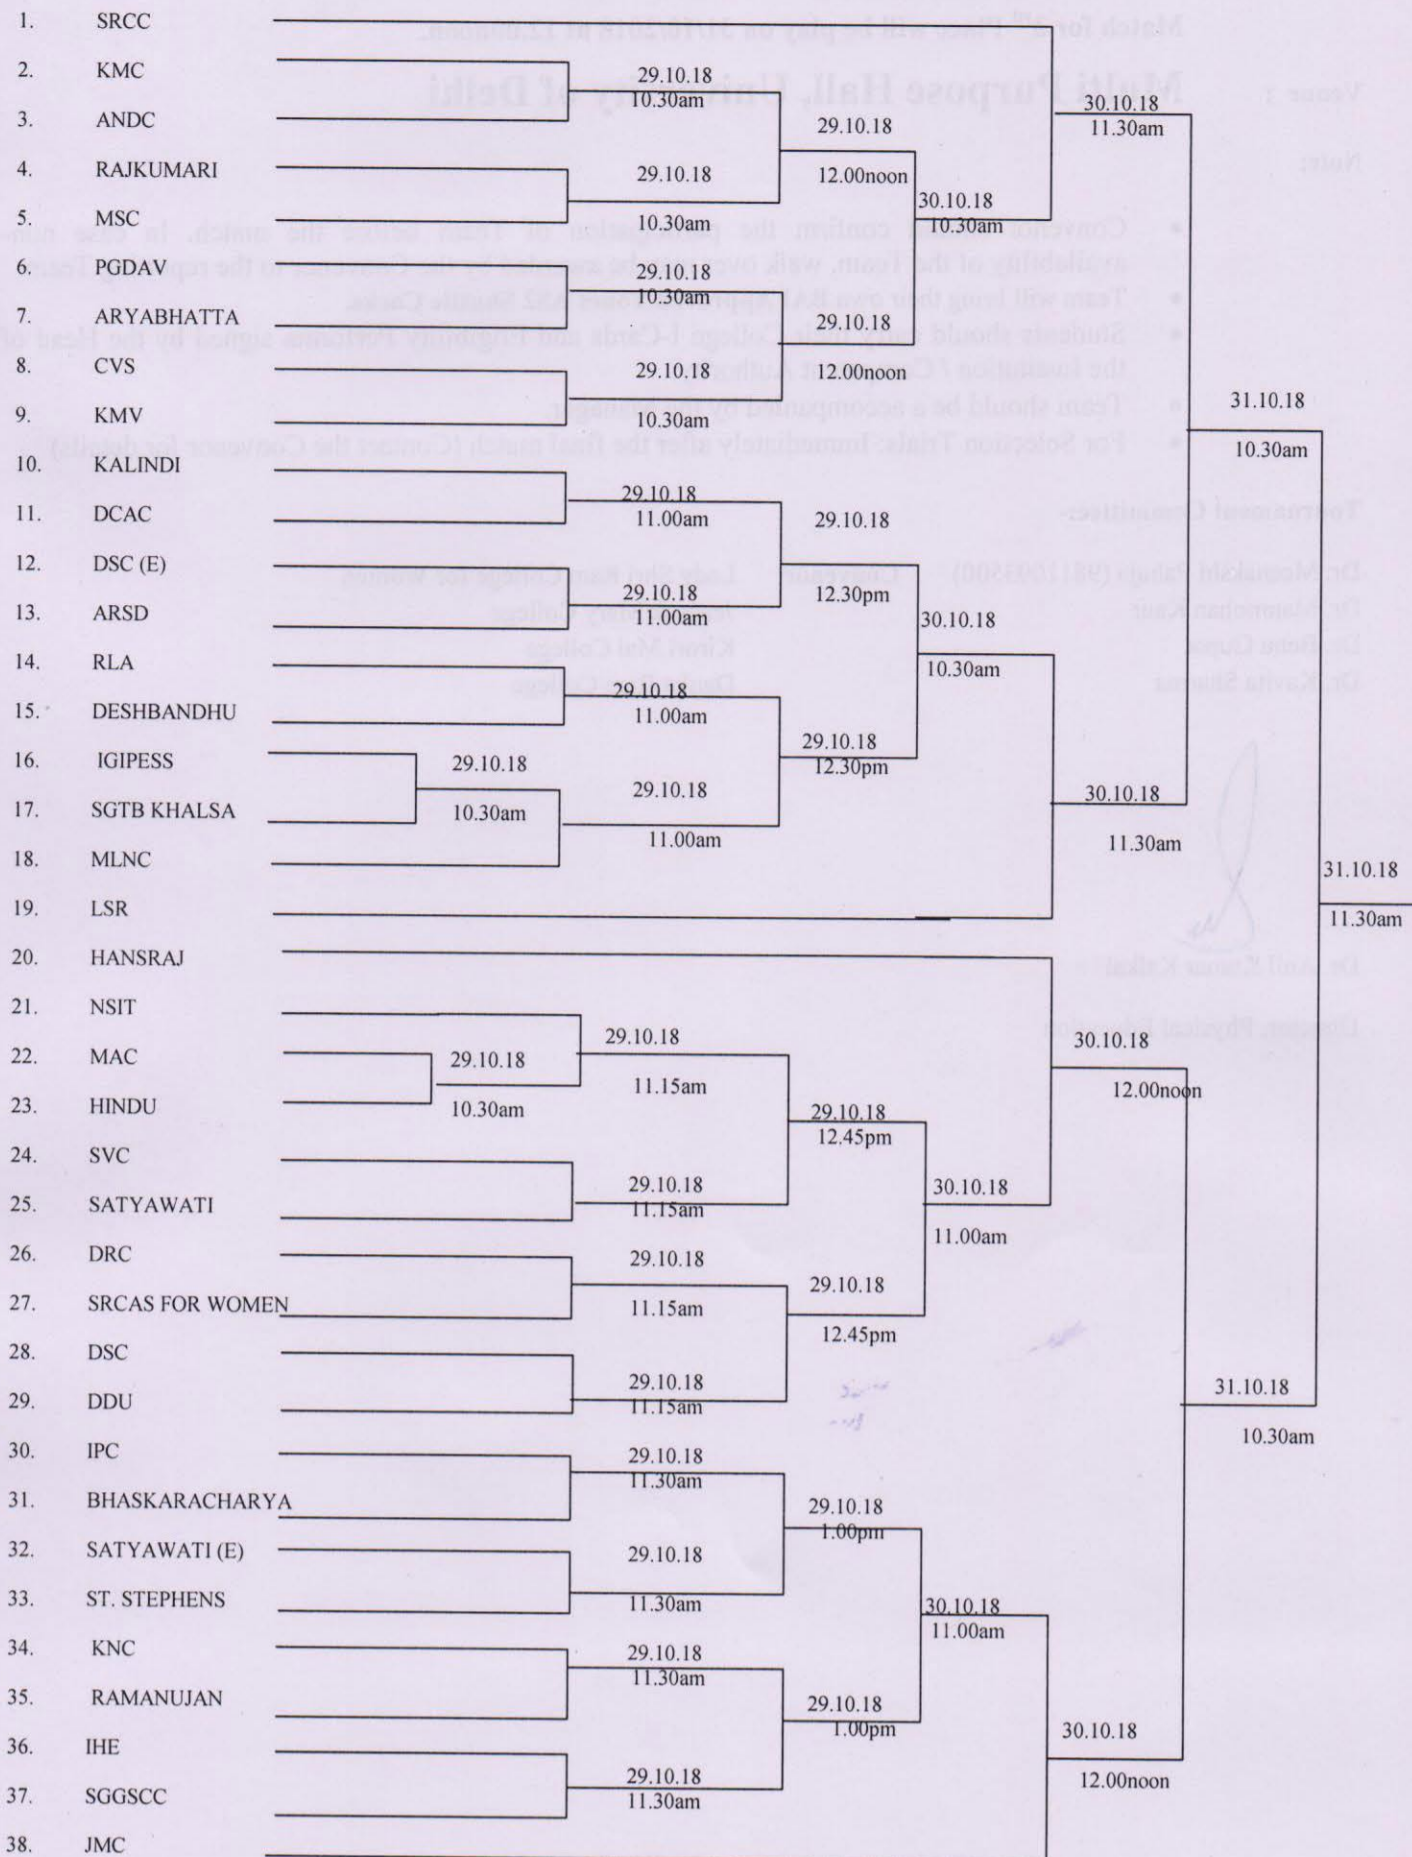 1. SRCC
2. KMC 29.10.18
10.30am
3. ANDC 29.10.18 30.10.18
11.30am
4. RAJKUMARI 29.10.18 12.00noon
5. MSC 10.30am 30.10.18
10.30am
6. PGDAV 29.10.18
10.30am
7. ARYABHATTA 29.10.18
8. CVS 29.10.18 12.00noon
9. KMV 10.30am 31.10.18
10. KALINDI 10.30am
11. DCAC 29.10.18
11.00am 29.10.18
12. DSC (E) 29.10.18 12.30pm
13. ARSD 11.00am 30.10.18
14. RLA 29.10.18 10.30am
15. DESHBANDHU 11.00am 29.10.18
16. IGIPESS 29.10.18 12.30pm
17. SGTB KHALSA 10.30am 29.10.18 30.10.18
18. MLNC 11.00am 11.30am
31.10.18
19. LSR 11.30am
20. HANSRAJ
21. NSIT 29.10.18 30.10.18
22. MAC 29.10.18 11.15am 12.00noon
23. HINDU 10.30am 29.10.18
12.45pm
24. SVC 29.10.18 30.10.18
25. SATYAWATI 11.15am 11.00am
26. DRC 29.10.18 29.10.18
27. SRCAS FOR WOMEN 11.15am 12.45pm
28. DSC 29.10.18 31.10.18
29. DDU 11.15am 10.30am
30. IPC 29.10.18
11.30am
31. BHASKARACHARYA 29.10.18
1.00pm
32. SATYAWATI (E) 29.10.18
33. ST. STEPHENS 11.30am 30.10.18
11.00am
34. KNC 29.10.18
11.30am
35. RAMANUJAN 29.10.18
1.00pm 30.10.18
36. IHE 29.10.18 12.00noon
37. SGGSCC 11.30am
38. JMC